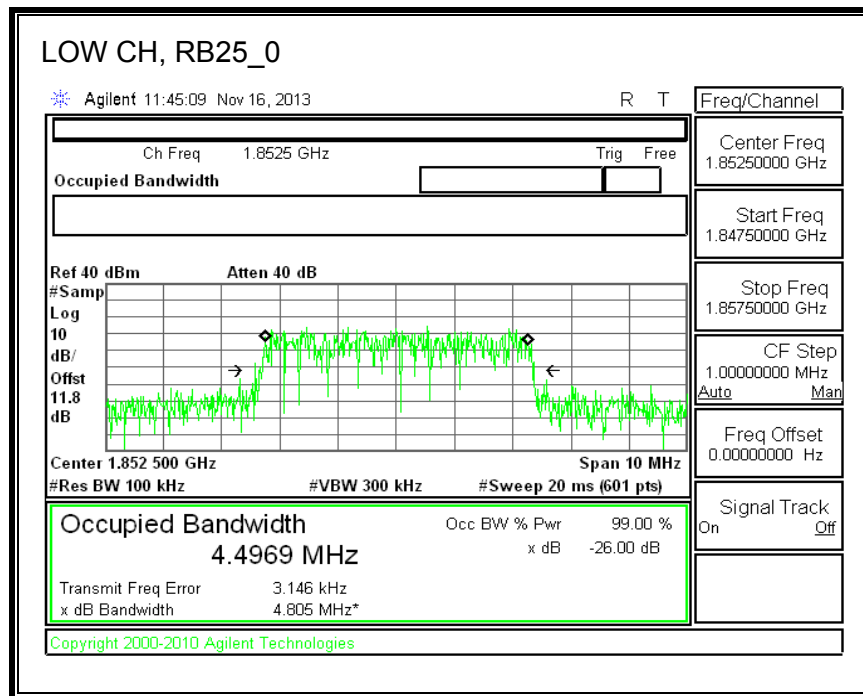 LOW CH, RB25_0
Agilent 11:45:09 Nov 16, 2013 R T
Ch Freq 1.8525 GHz Trig Free
Occupied Bandwidth
Ref 40 dBm Atten 40 dB
#Samp
Log
10
dB/
Offst
11.8
dB
Center 1.852 500 GHz Span 10 MHz
#Res BW 100 kHz #VBW 300 kHz #Sweep 20 ms (601 pts)
Occupied Bandwidth Occ BW % Pwr 99.00 %
4.4969 MHz x dB -26.00 dB
Transmit Freq Error 3.146 kHz
x dB Bandwidth 4.805 MHz*
Copyright 2000-2010 Agilent Technologies
Freq/Channel
Center Freq
1.85250000 GHz
Start Freq
1.84750000 GHz
Stop Freq
1.85750000 GHz
CF Step
1.00000000 MHz
Auto Man
Freq Offset
0.00000000 Hz
Signal Track
On Off